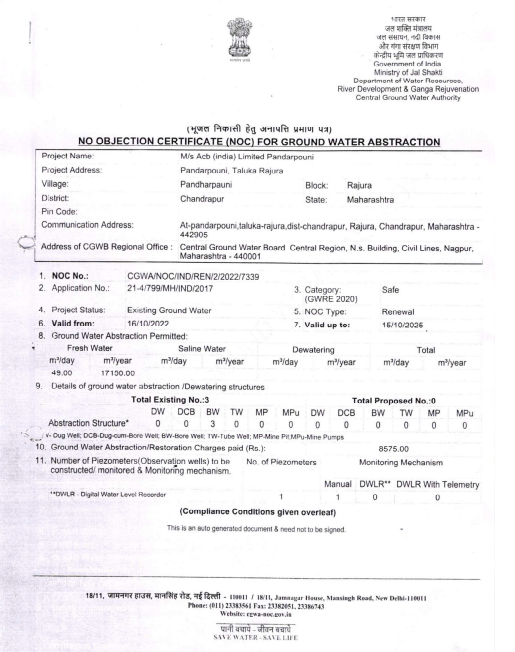 भारत सरकार
जल शक्ति मंत्रालय
जल संसाधन, नदी विकास
और गंगा संरक्षण विभाग
केन्द्रीय भूमि जल प्राधिकरण
Government of India
Ministry of Jal Shakti
Department of Water Resources,
River Development & Ganga Rejuvenation
Central Ground Water Authority
(भूजल निकासी हेतु अनापत्ति प्रमाण पत्र)
NO OBJECTION CERTIFICATE (NOC) FOR GROUND WATER ABSTRACTION
Project Name: M/s Acb (india) Limited Pandarpouni
Project Address: Pandarpouni, Taluka Rajura
Village: Pandharpauni Block: Rajura
District: Chandrapur State: Maharashtra
Pin Code:
Communication Address: At-pandarpouni,taluka-rajura,dist-chandrapur, Rajura, Chandrapur, Maharashtra -
442905
Address of CGWB Regional Office : Central Ground Water Board Central Region, N.s. Building, Civil Lines, Nagpur,
Maharashtra - 440001
1. NOC No.: CGWA/NOC/IND/REN/2/2022/7339
2. Application No.: 21-4/799/MH/IND/2017 3. Category: Safe
(GWRE 2020)
4. Project Status: Existing Ground Water 5. NOC Type: Renewal
6. Valid from: 16/10/2022 7. Valid up to: 15/10/2025
8. Ground Water Abstraction Permitted:
Fresh Water Saline Water Dewatering Total
m³/day m³/year m³/day m³/year m³/day m³/year m³/day m³/year
49.00 17100.00
9. Details of ground water abstraction /Dewatering structures
Total Existing No.:3 Total Proposed No.:0
DW DCB BW TW MP MPu DW DCB BW TW MP MPu
Abstraction Structure* 0 0 3 0 0 0 0 0 0 0 0 0
- Dug Well; DCB-Dug-cum-Bore Well; BW-Bore Well; TW-Tube Well; MP-Mine Pit;MPu-Mine Pumps
10. Ground Water Abstraction/Restoration Charges paid (Rs.): 8575.00
11. Number of Piezometers(Observation wells) to be No. of Piezometers Monitoring Mechanism
constructed/ monitored & Monitoring mechanism.
Manual DWLR** DWLR With Telemetry
**DWLR - Digital Water Level Recorder 1 1 0 0
(Compliance Conditions given overleaf)
This is an auto generated document & need not to be signed.
18/11, जामनगर हाउस, मानसिंह रोड, नई दिल्ली - 110011 / 18/11, Jamnagar House, Mansingh Road, New Delhi-110011
Phone: (011) 23383561 Fax: 23382051, 23386743
Website: cgwa-noc.gov.in
पानी बचाये - जीवन बचाये
SAVE WATER - SAVE LIFE